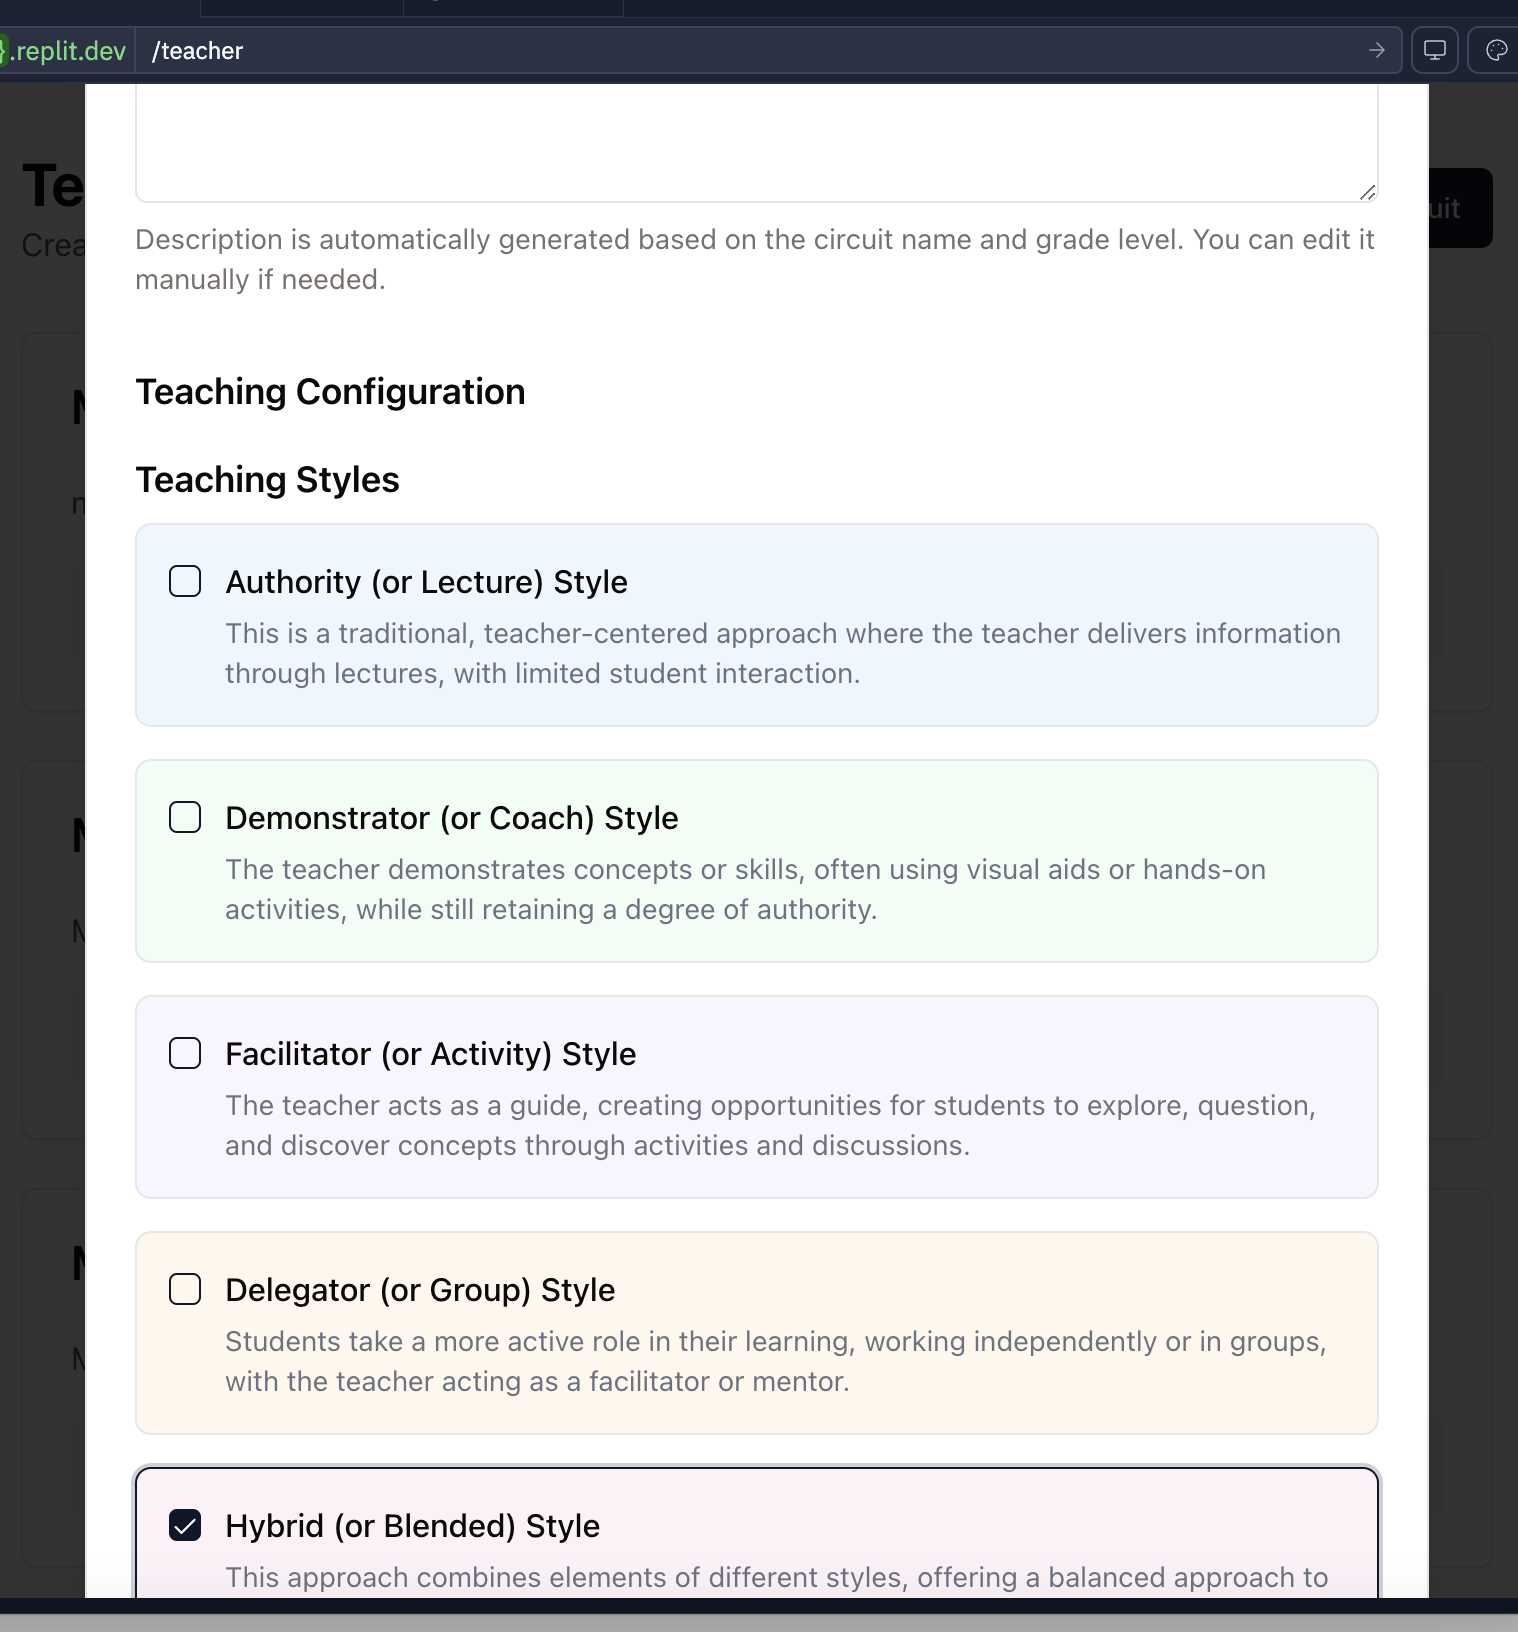 .replit.dev /teacher
Te
uit
Crea
Description is automatically generated based on the circuit name and grade level. You can edit it
manually if needed.
Teaching Configuration
Teaching Styles
Authority (or Lecture) Style
This is a traditional, teacher-centered approach where the teacher delivers information
through lectures, with limited student interaction.
Demonstrator (or Coach) Style
The teacher demonstrates concepts or skills, often using visual aids or hands-on
activities, while still retaining a degree of authority.
Facilitator (or Activity) Style
The teacher acts as a guide, creating opportunities for students to explore, question,
and discover concepts through activities and discussions.
Delegator (or Group) Style
Students take a more active role in their learning, working independently or in groups,
with the teacher acting as a facilitator or mentor.
Hybrid (or Blended) Style
This approach combines elements of different styles, offering a balanced approach to